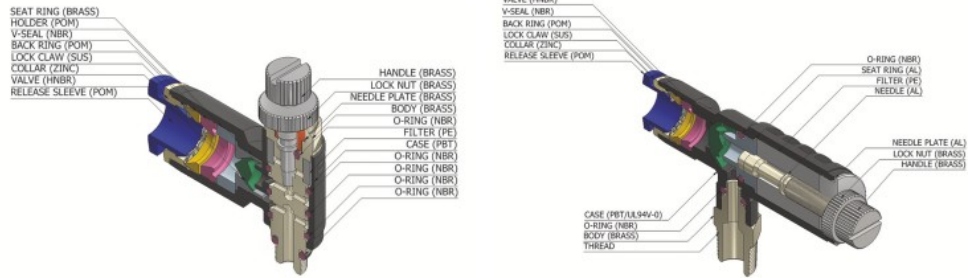 SEAT RING (BRASS)
HOLDER (POM)
V-SEAL (NBR)
BACK RING (POM)
LOCK CLAW (SUS)
COLLAR (ZINC)
VALVE (HNBR)
RELEASE SLEEVE (POM)
HANDLE (BRASS)
LOCK NUT (BRASS)
NEEDLE PLATE (BRASS)
BODY (BRASS)
O-RING (NBR)
FILTER (PE)
CASE (PBT)
O-RING (NBR)
O-RING (NBR)
O-RING (NBR)
O-RING (NBR)
VALVE (HNBR)
V-SEAL (NBR)
BACK RING (POM)
LOCK CLAW (SUS)
COLLAR (ZINC)
RELEASE SLEEVE (POM)
O-RING (NBR)
SEAT RING (AL)
FILTER (PE)
NEEDLE (AL)
NEEDLE PLATE (AL)
LOCK NUT (BRASS)
HANDLE (BRASS)
CASE (PBT/UL94V-0)
O-RING (NBR)
BODY (BRASS)
THREAD